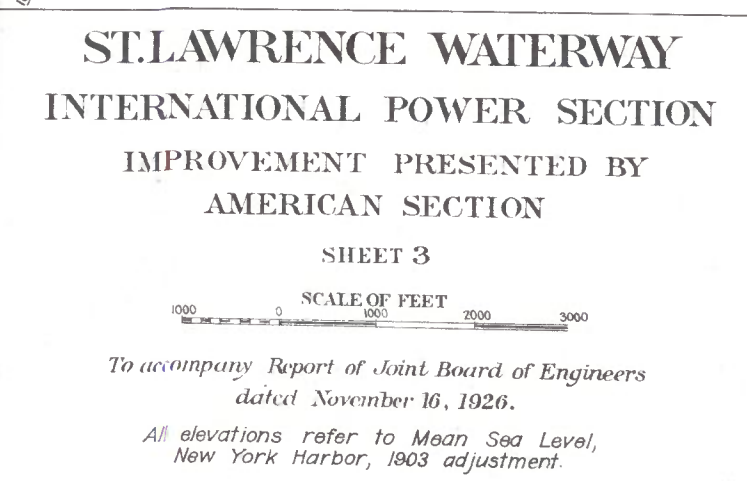 ST. LAWRENCE WATERWAY
INTERNATIONAL POWER SECTION
IMPROVEMENT PRESENTED BY
AMERICAN SECTION
SHEET 3
SCALE OF FEET
1000 0 1000 2000 3000
To accompany Report of Joint Board of Engineers
dated November 16, 1926.
All elevations refer to Mean Sea Level,
New York Harbor, 1903 adjustment.